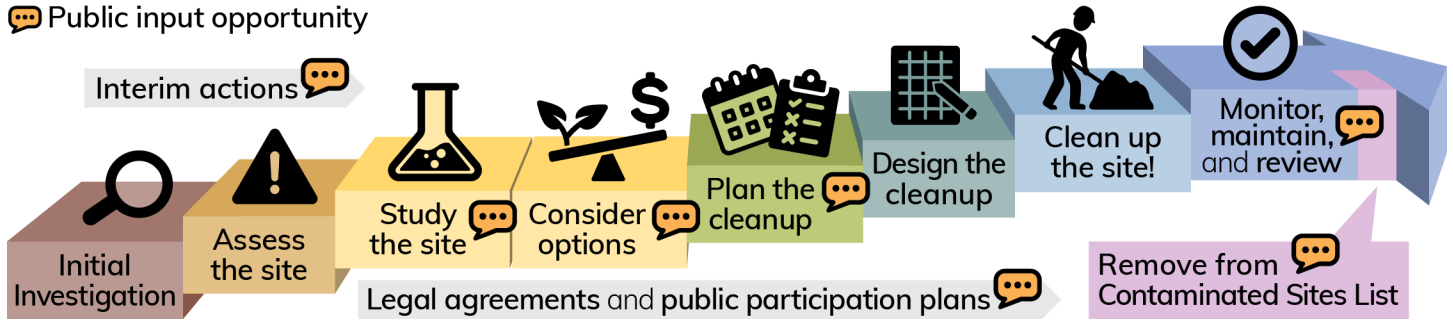 Public input opportunity
Interim actions
Initial
Investigation
Assess
the site
Study
the site
Consider
options
Plan the
cleanup
Design the
cleanup
Clean up
the site!
Monitor,
maintain,
and review
Legal agreements and public participation plans
Remove from
Contaminated Sites List